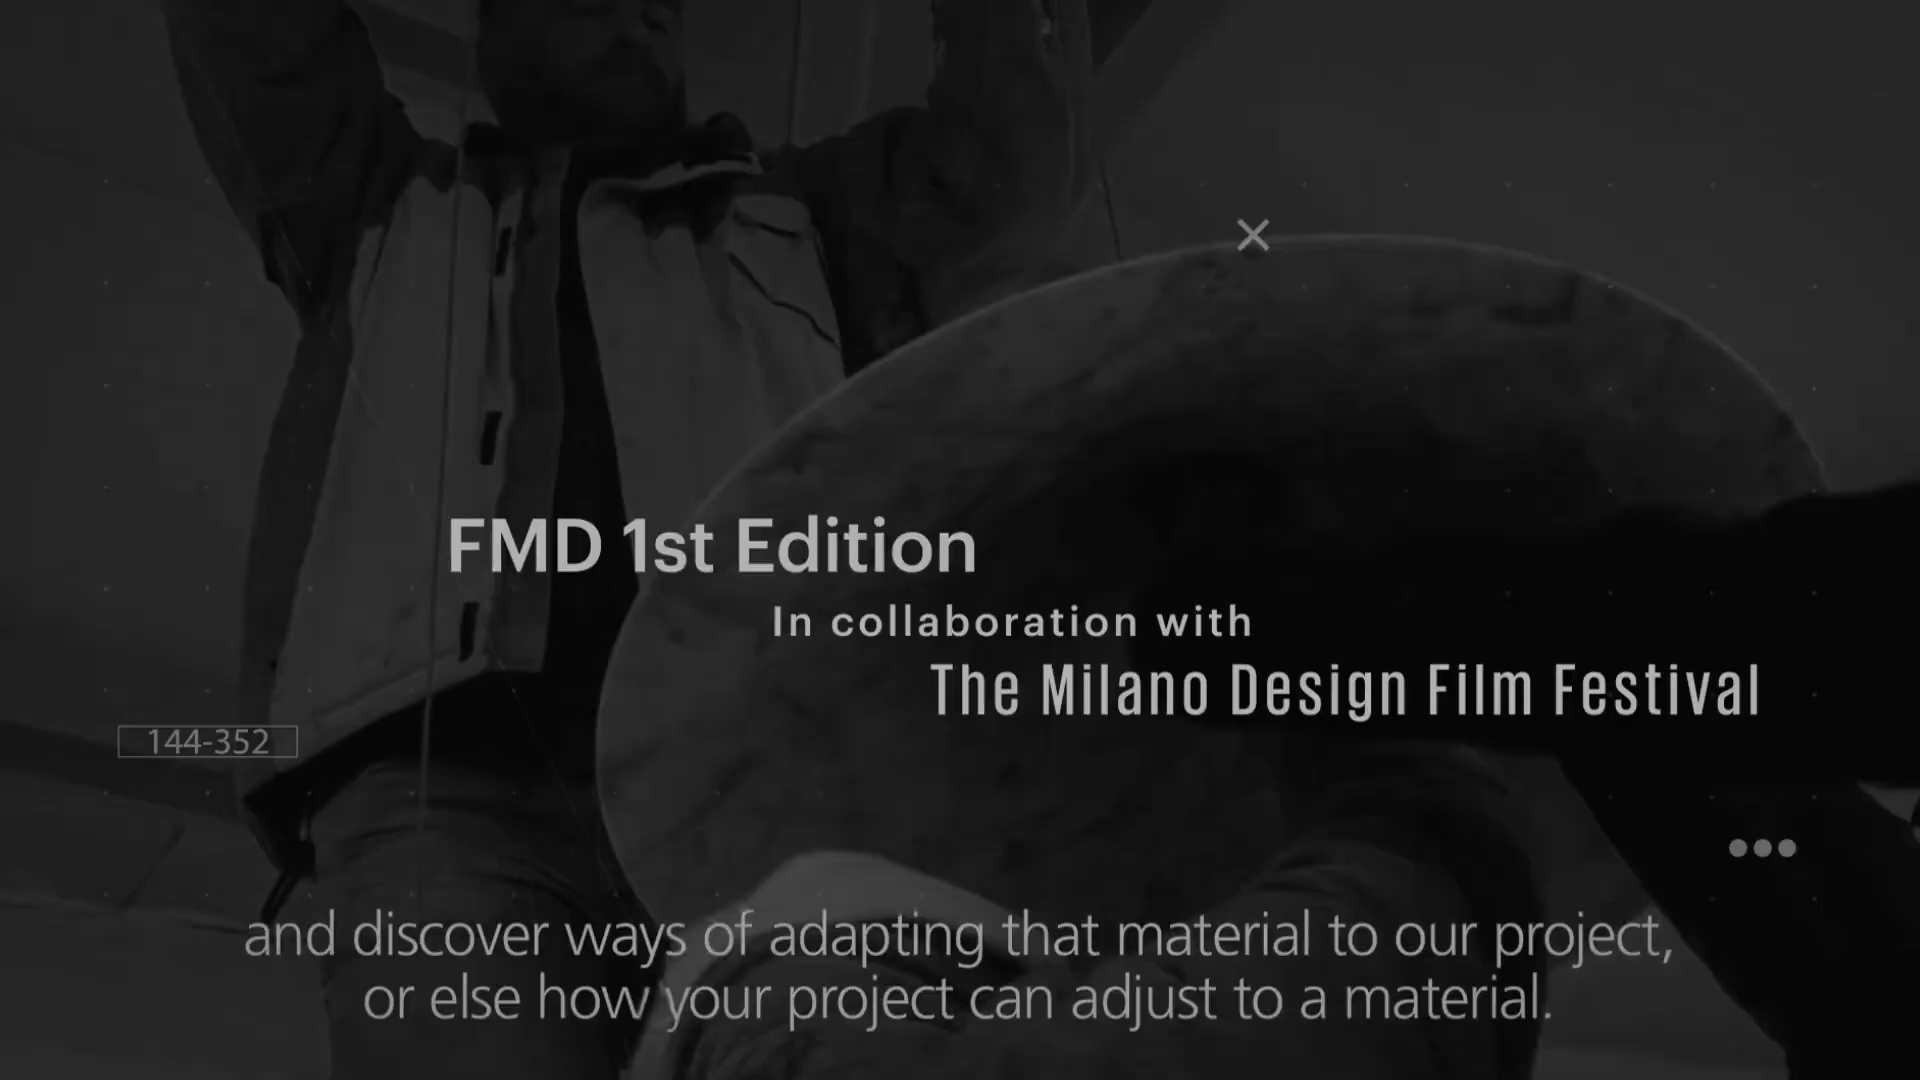 FMD 1st Edition
In collaboration with
The Milano Design Film Festival
144-352
and discover ways of adapting that material to our project,
or else how your project can adjust to a material.